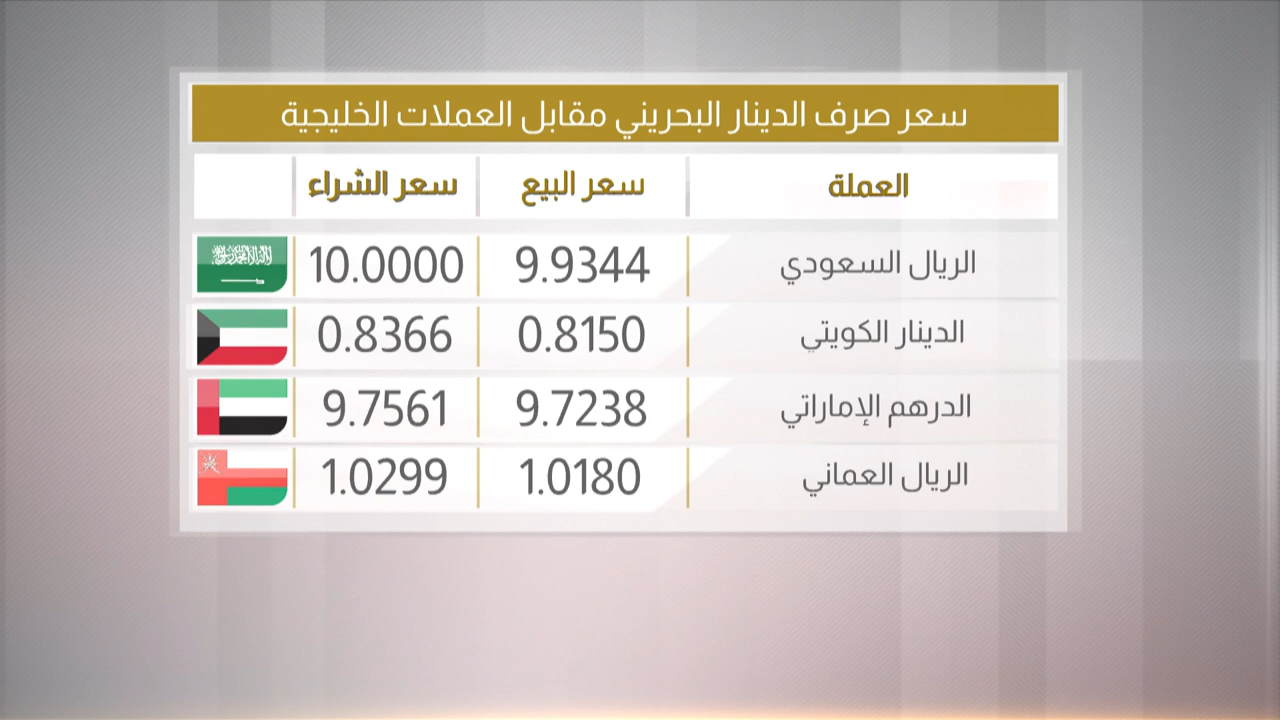 سعر صرف الدينار البحريني مقابل العملات الخليجية
العملة سعر البيع سعر الشراء
الريال السعودي 9.9344 10.0000
الدينار الكويتي 0.8150 0.8366
الدرهم الإماراتي 9.7238 9.7561
الريال العماني 1.0180 1.0299